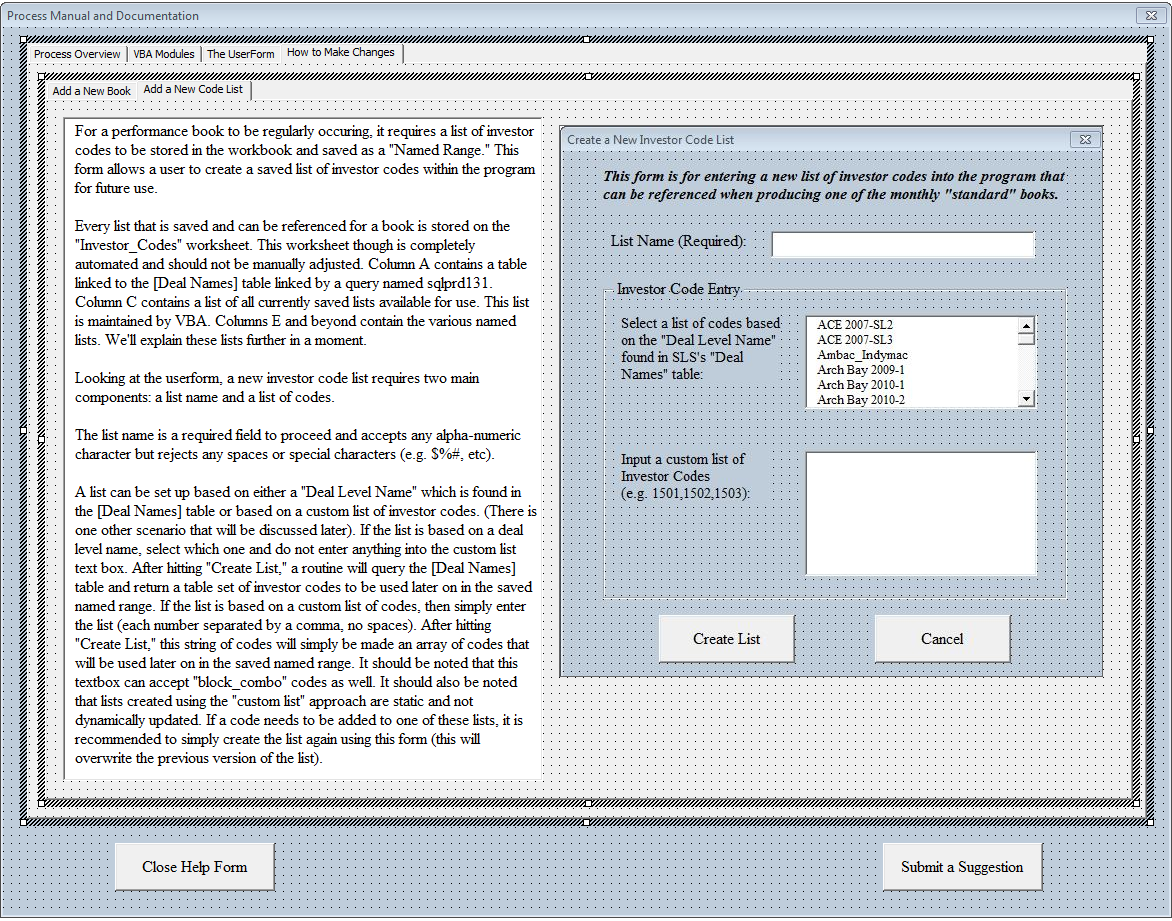 Process Manual and Documentation
Process Overview
VBA Modules
The UserForm
How to Make Changes
Add a New Book
Add a New Code List
For a performance book to be regularly occuring, it requires a list of investor
codes to be stored in the workbook and saved as a "Named Range." This
form allows a user to create a saved list of investor codes within the program
for future use.
Every list that is saved and can be referenced for a book is stored on the
"Investor_Codes" worksheet. This worksheet though is completely
automated and should not be manually adjusted. Column A contains a table
linked to the [Deal Names] table linked by a query named sqlprd131.
Column C contains a list of all currently saved lists available for use. This list
is maintained by VBA. Columns E and beyond contain the various named
lists. We'll explain these lists further in a moment.
Looking at the userform, a new investor code list requires two main
components: a list name and a list of codes.
The list name is a required field to proceed and accepts any alpha-numeric
character but rejects any spaces or special characters (e.g. $%#, etc).
A list can be set up based on either a "Deal Level Name" which is found in
the [Deal Names] table or based on a custom list of investor codes. (There is
one other scenario that will be discussed later). If the list is based on a deal
level name, select which one and do not enter anything into the custom list
text box. After hitting "Create List," a routine will query the [Deal Names]
table and return a table set of investor codes to be used later on in the saved
named range. If the list is based on a custom list of codes, then simply enter
the list (each number separated by a comma, no spaces). After hitting
"Create List," this string of codes will simply be made an array of codes that
will be used later on in the saved named range. It should be noted that this
textbox can accept "block_combo" codes as well. It should also be noted
that lists created using the "custom list" approach are static and not
dynamically updated. If a code needs to be added to one of these lists, it is
recommended to simply create the list again using this form (this will
overwrite the previous version of the list).
Create a New Investor Code List
This form is for entering a new list of investor codes into the program that
can be referenced when producing one of the monthly "standard" books.
List Name (Required):
Investor Code Entry
Select a list of codes based
on the "Deal Level Name"
found in SLS's "Deal
Names" table:
ACE 2007-SL2
ACE 2007-SL3
Ambac_Indymac
Arch Bay 2009-1
Arch Bay 2010-1
Arch Bay 2010-2
Input a custom list of
Investor Codes
(e.g. 1501,1502,1503):
Create List
Cancel
Close Help Form
Submit a Suggestion